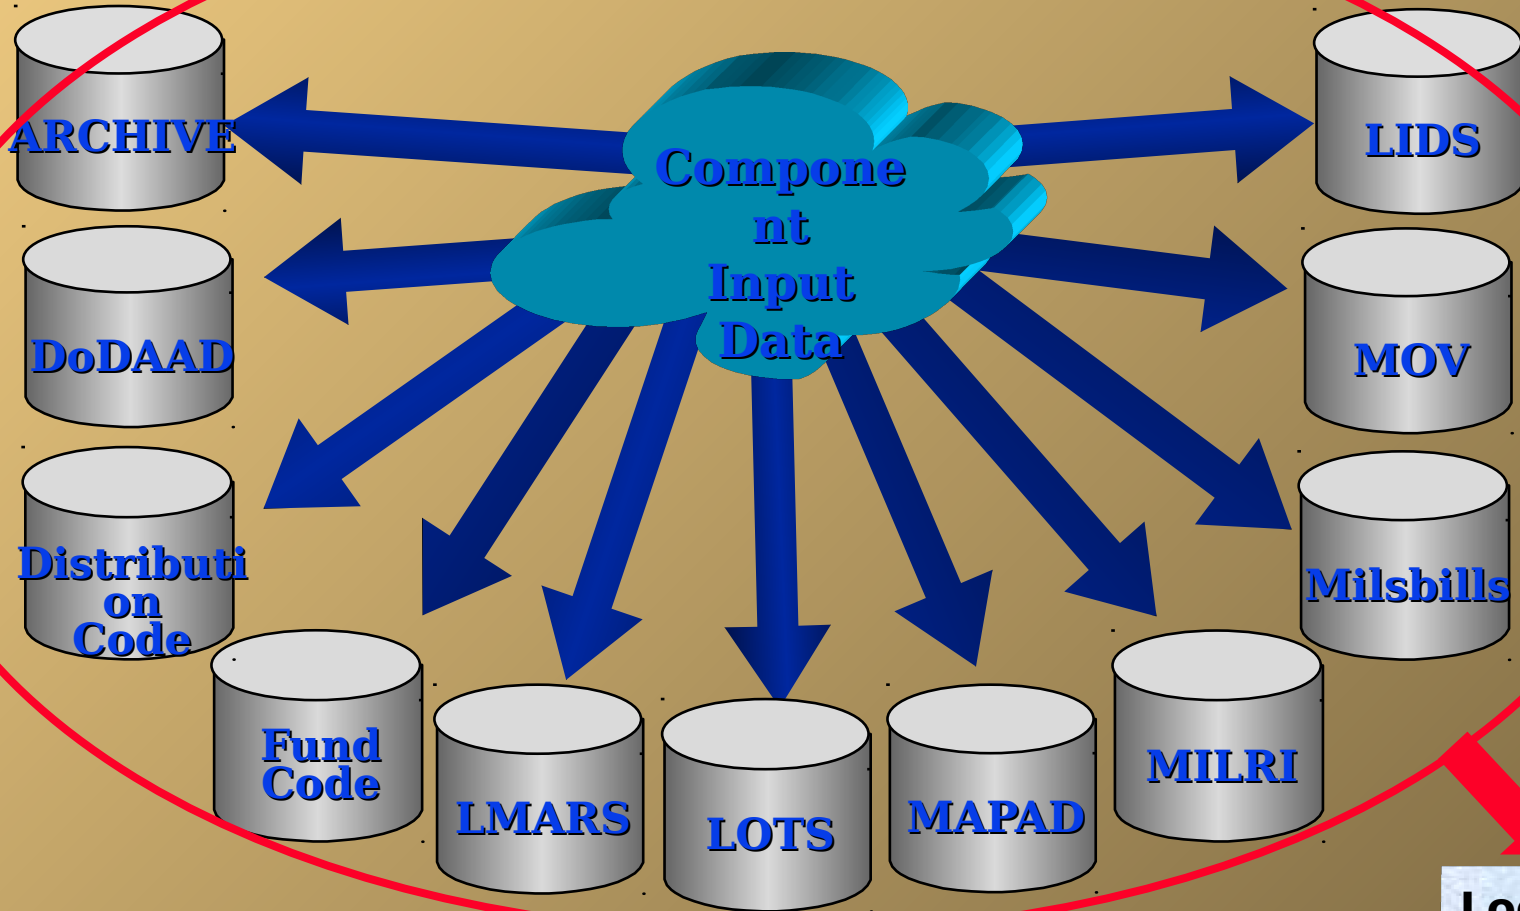 ARCHIVE
LIDS
Compone
nt
Input
Data
DoDAAD
MOV
Distributi
on
Code
Milsbills
Fund
Code
LMARS
LOTS
MAPAD
MILRI